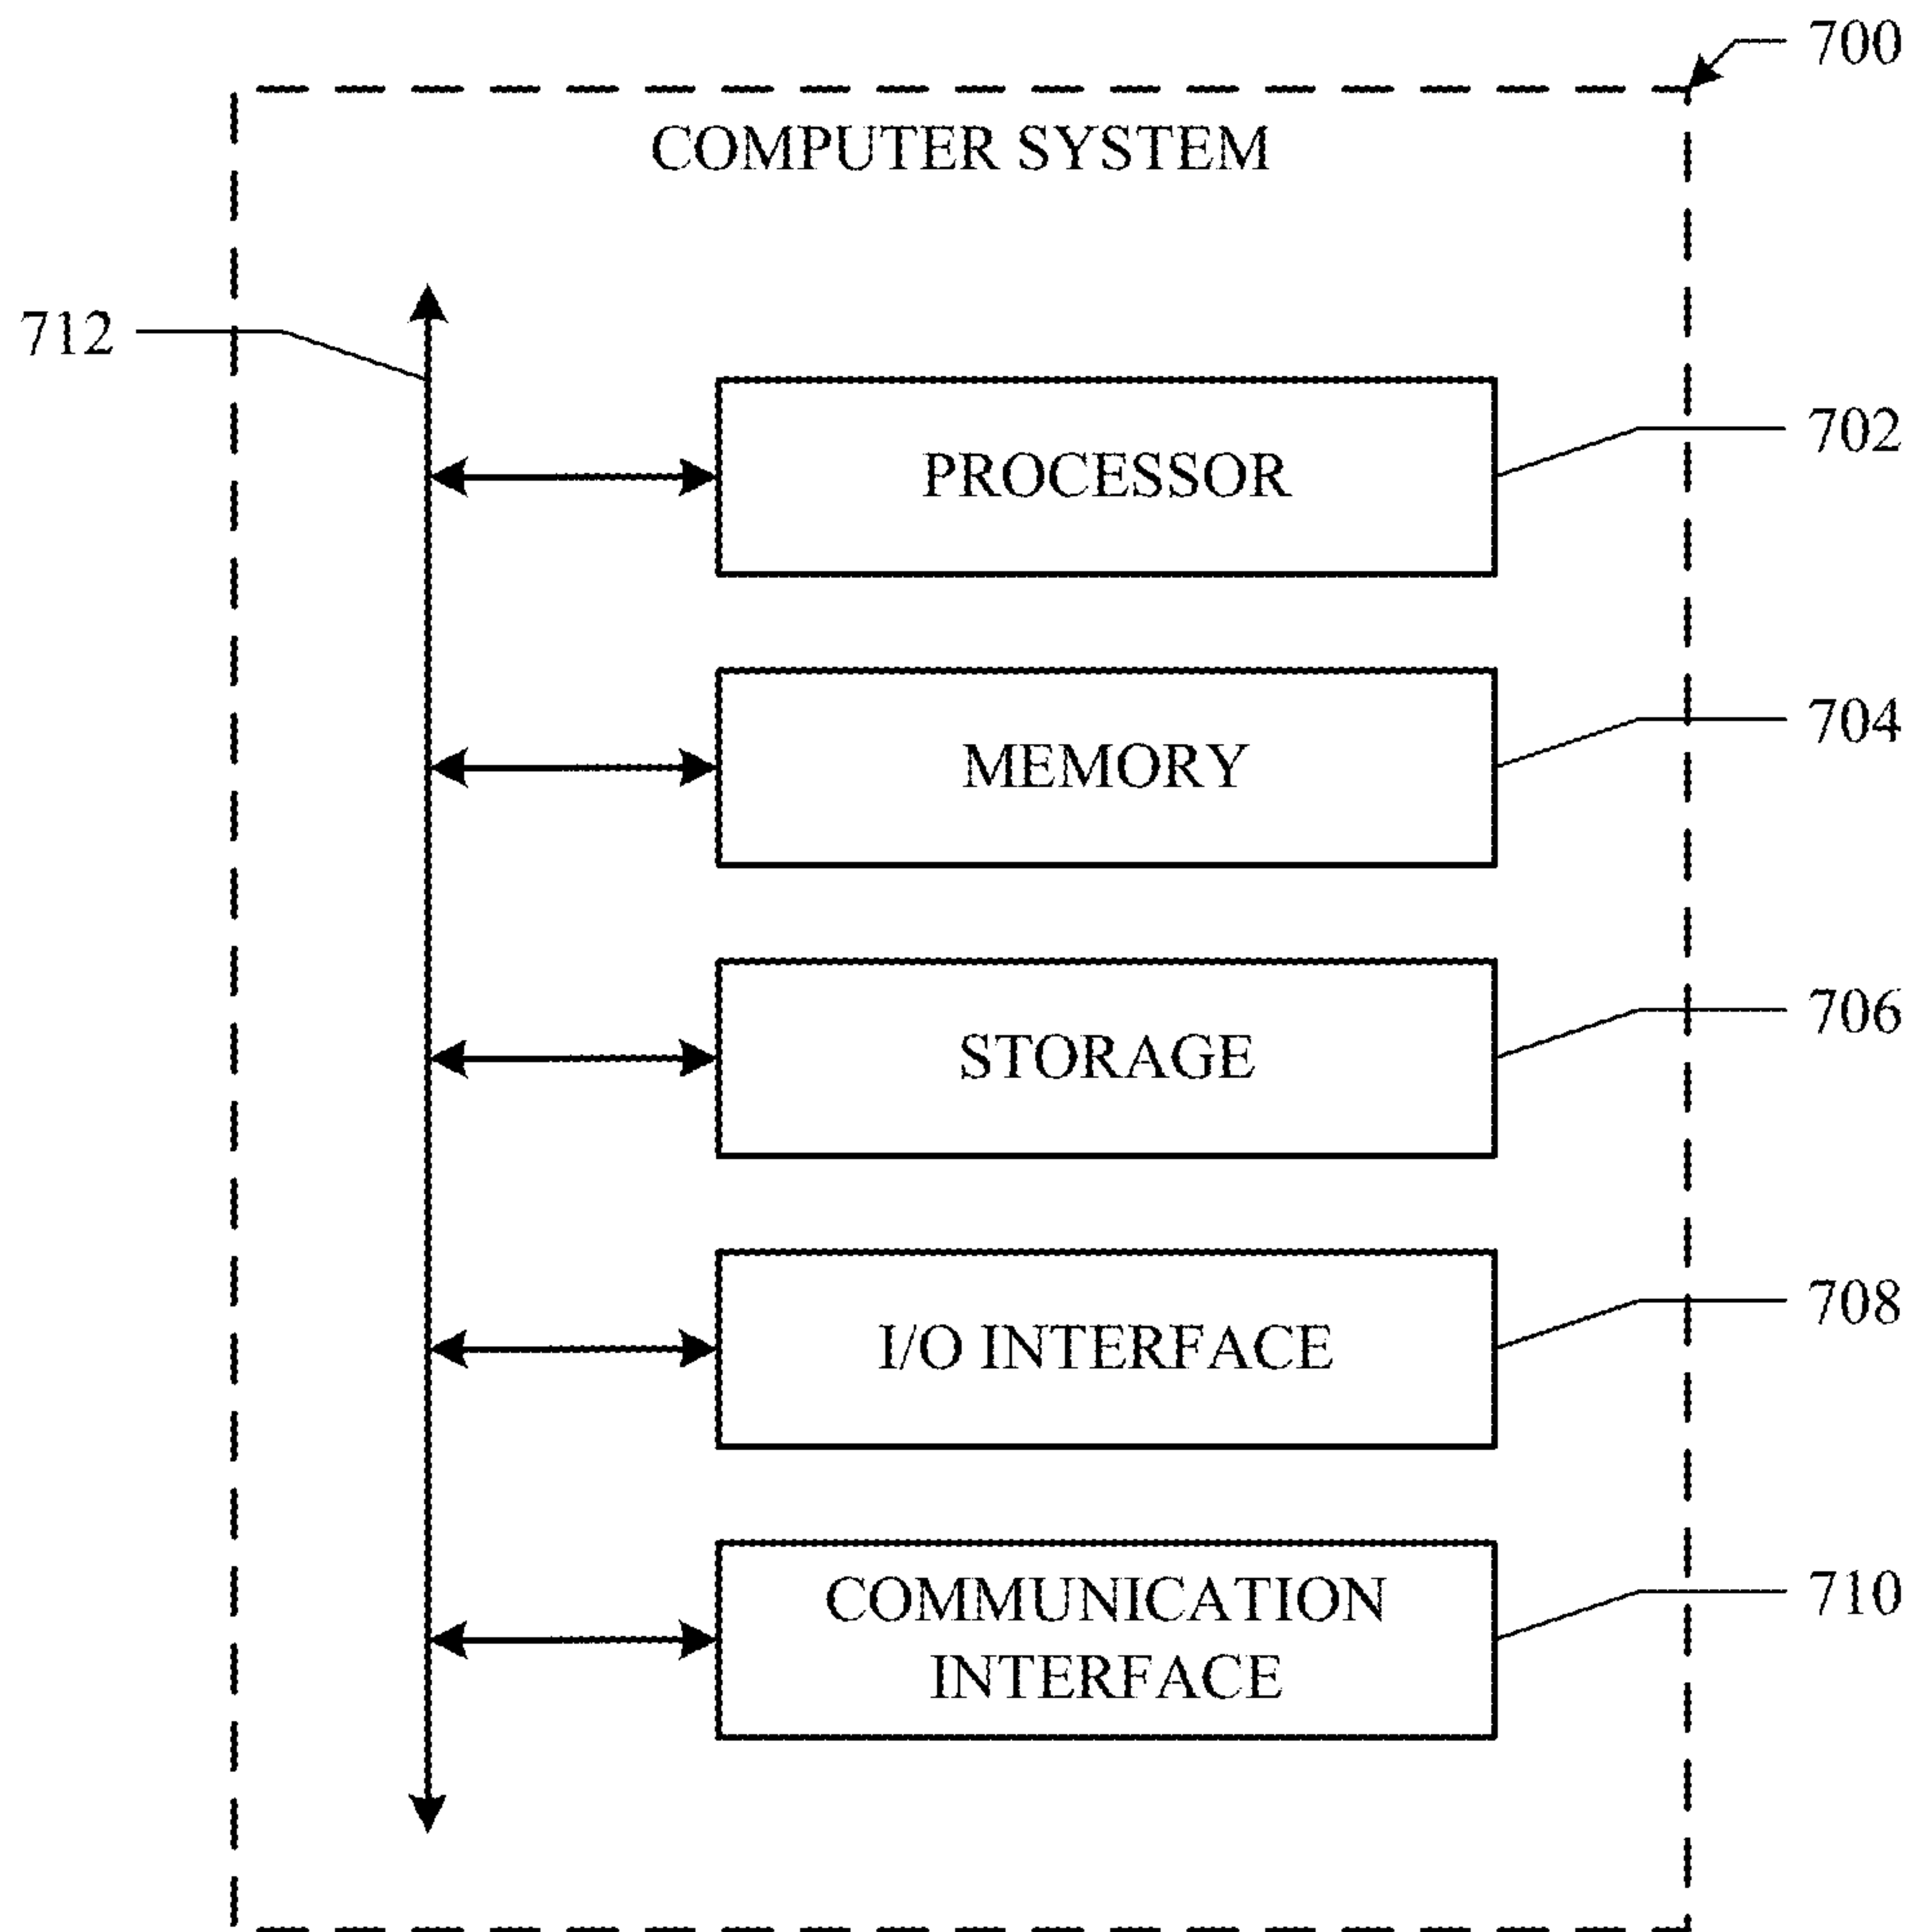 700
COMPUTER SYSTEM
712
PROCESSOR
702
MEMORY
704
STORAGE
706
I/O INTERFACE
708
COMMUNICATION
INTERFACE
710